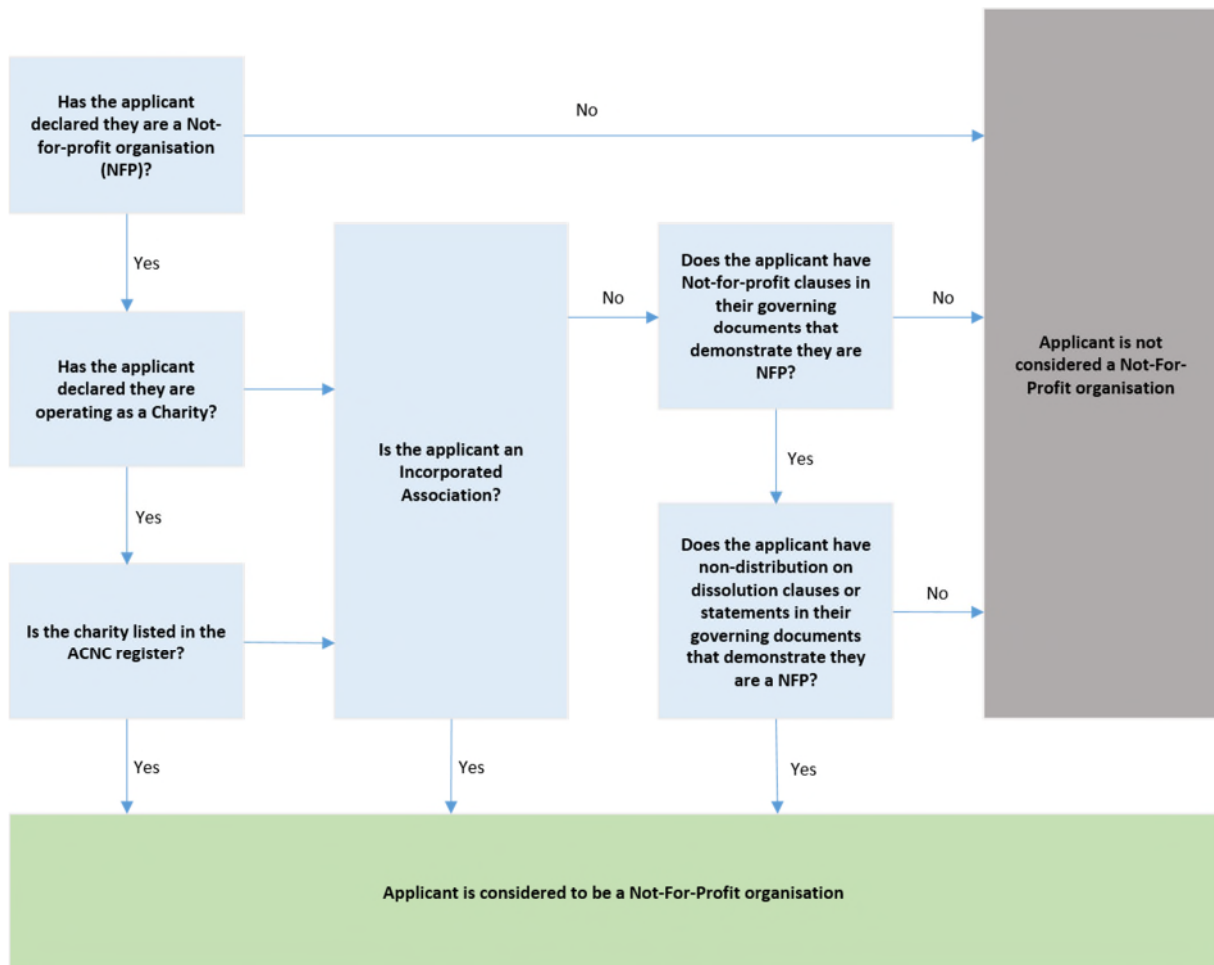 Has the applicant
declared they are a Not-
for-profit organisation
(NFP)?
No
Yes
Has the applicant
declared they are
operating as a Charity?
Yes
Is the charity listed in the
ACNC register?
Yes
Is the applicant an
Incorporated
Association?
Yes
No
Does the applicant have
Not-for-profit clauses in
their governing
documents that
demonstrate they are
NFP?
No
Yes
Does the applicant have
non-distribution on
dissolution clauses or
statements in their
governing documents
that demonstrate they
are a NFP?
No
Yes
Applicant is not
considered a Not-For-
Profit organisation
Applicant is considered to be a Not-For-Profit organisation